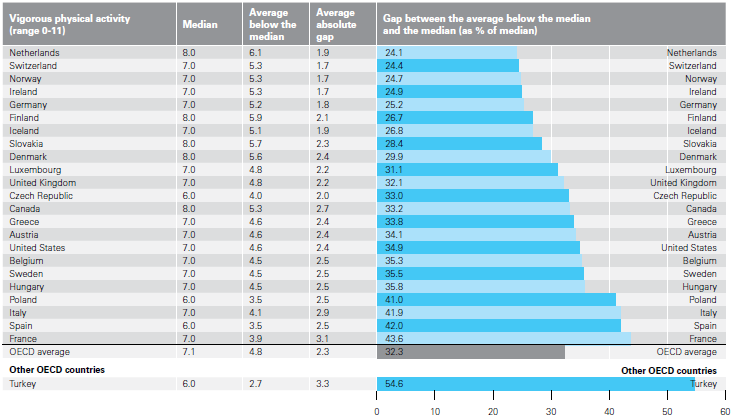 Vigorous physical activity (range 0-11) Median Average below the median Average absolute gap Gap between the average below the median and the median (as % of median)
Netherlands 8.0 6.1 1.9 24.1 Netherlands
Switzerland 7.0 5.3 1.7 24.4 Switzerland
Norway 7.0 5.3 1.7 24.7 Norway
Ireland 7.0 5.3 1.7 24.9 Ireland
Germany 7.0 5.2 1.8 25.2 Germany
Finland 8.0 5.9 2.1 26.7 Finland
Iceland 7.0 5.1 1.9 26.8 Iceland
Slovakia 8.0 5.7 2.3 28.4 Slovakia
Denmark 8.0 5.6 2.4 29.9 Denmark
Luxembourg 7.0 4.8 2.2 31.1 Luxembourg
United Kingdom 7.0 4.8 2.2 32.1 United Kingdom
Czech Republic 6.0 4.0 2.0 33.0 Czech Republic
Canada 8.0 5.3 2.7 33.2 Canada
Greece 7.0 4.6 2.4 33.8 Greece
Austria 7.0 4.6 2.4 34.1 Austria
United States 7.0 4.6 2.4 34.9 United States
Belgium 7.0 4.5 2.5 35.3 Belgium
Sweden 7.0 4.5 2.5 35.5 Sweden
Hungary 7.0 4.5 2.5 35.8 Hungary
Poland 6.0 3.5 2.5 41.0 Poland
Italy 7.0 4.1 2.9 41.9 Italy
Spain 6.0 3.5 2.5 42.0 Spain
France 7.0 3.9 3.1 43.6 France
OECD average 7.1 4.8 2.3 32.3 OECD average
Other OECD countries Other OECD countries
Turkey 6.0 2.7 3.3 54.6 Turkey
0 10 20 30 40 50 60